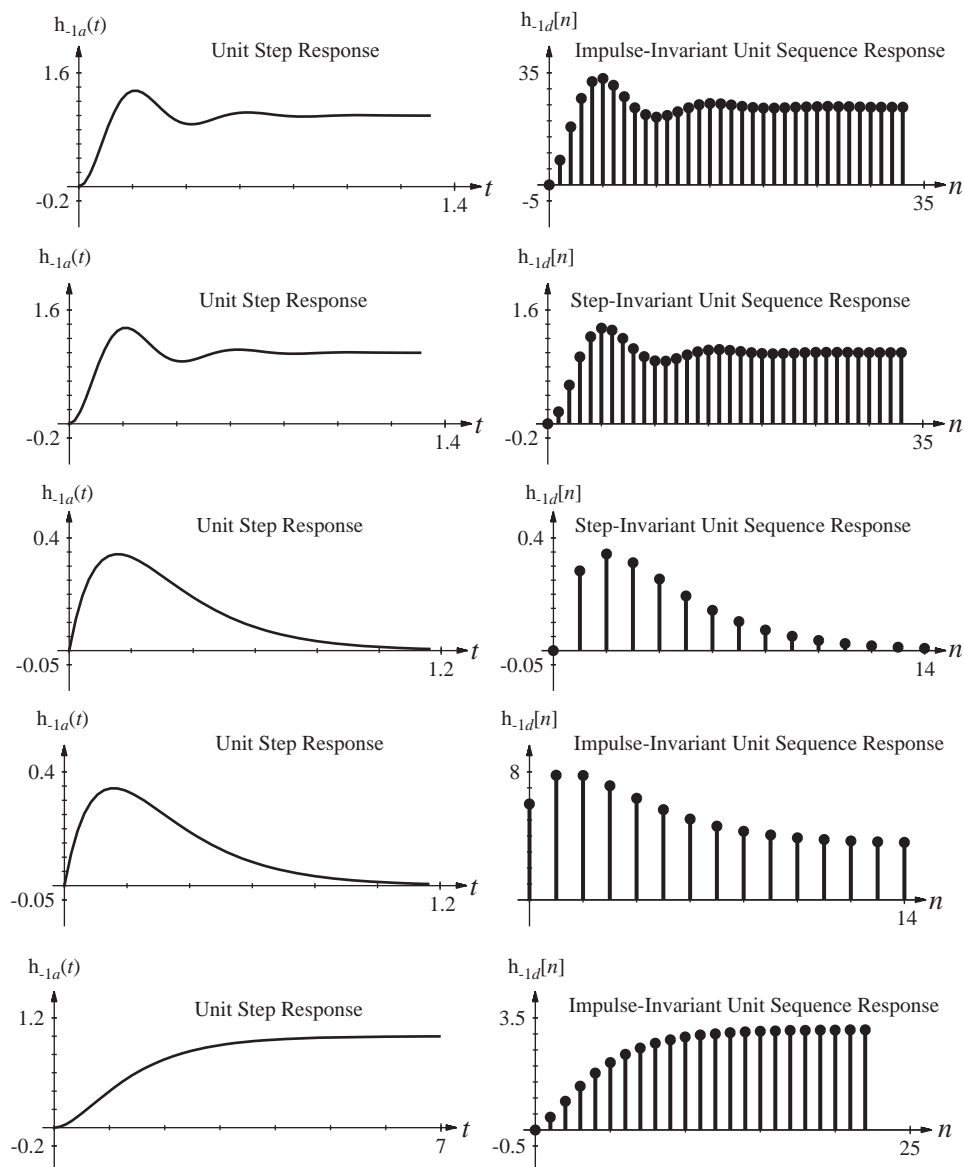 h-1a(t)
Unit Step Response
1.6
-0.2
1.4
t
h-1d[n]
Impulse-Invariant Unit Sequence Response
35
-5
35
n
h-1a(t)
Unit Step Response
1.6
-0.2
1.4
t
h-1d[n]
Step-Invariant Unit Sequence Response
1.6
-0.2
35
n
h-1a(t)
Unit Step Response
0.4
-0.05
1.2
t
h-1d[n]
Step-Invariant Unit Sequence Response
0.4
-0.05
14
n
h-1a(t)
Unit Step Response
0.4
-0.05
1.2
t
h-1d[n]
Impulse-Invariant Unit Sequence Response
8
14
n
h-1a(t)
Unit Step Response
1.2
-0.2
7
t
h-1d[n]
Impulse-Invariant Unit Sequence Response
3.5
-0.5
25
n